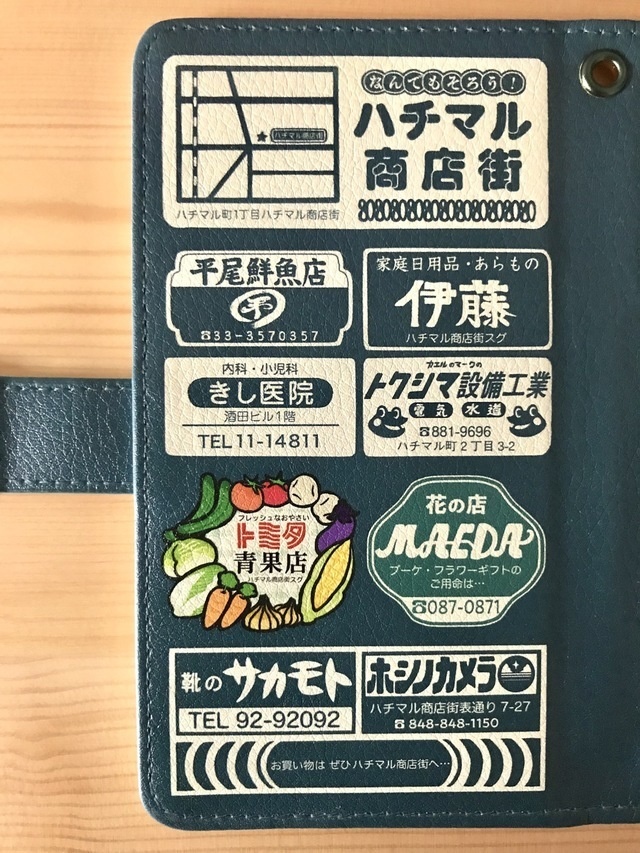 なんでもそろう!
ハチマル
商店街
ハチマル商店街
ハチマル町1丁目ハチマル商店街
平尾鮮魚店
平
☎33-3570357
家庭日用品・あらもの
伊藤
ハチマル商店街スグ
内科・小児科
きし医院
酒田ビル1階
TEL 11-14811
カエルのマークの
トクシマ設備工業
電気 水道
☎881-9696
ハチマル町2丁目3-2
フレッシュなおやさい
トミタ
青果店
ハチマル商店街スグ
花の店
MAEDA
ブーケ・フラワーギフトの
ご用命は…
☎087-0871
靴のサカモト
TEL 92-92092
ホシノカメラ
ハチマル商店街表通り 7-27
☎848-848-1150
お買い物は ぜひハチマル商店街へ…